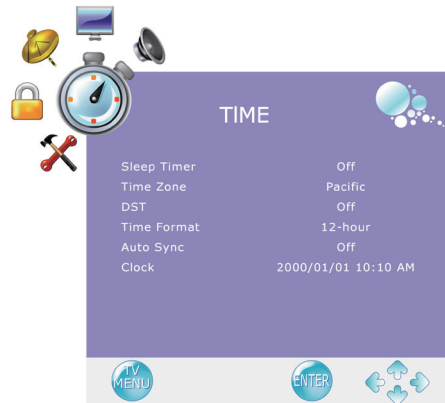 TIME
Sleep Timer Off
Time Zone Pacific
DST Off
Time Format 12-hour
Auto Sync Off
Clock 2000/01/01 10:10 AM
TV
MENU
ENTER